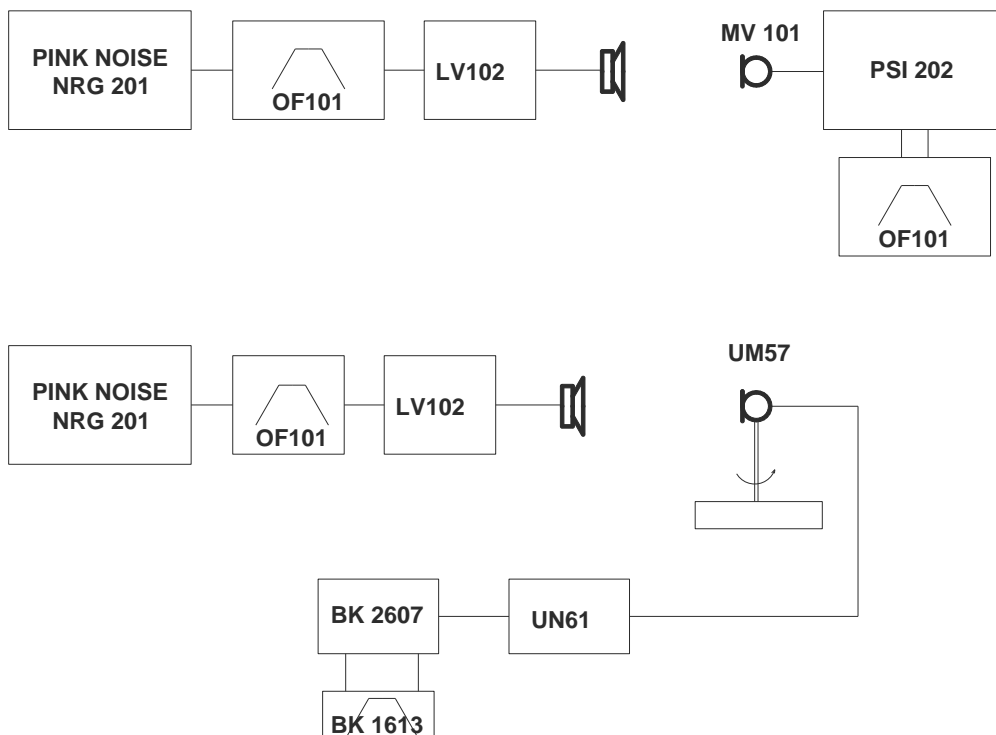 PINK NOISE
NRG 201
OF101
LV102
MV 101
PSI 202
OF101
PINK NOISE
NRG 201
OF101
LV102
UM57
BK 2607
UN61
BK 1613